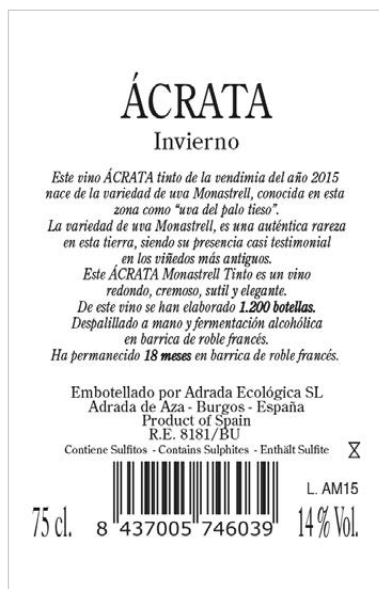 ÁCRATA
Invierno
Este vino ÁCRATA tinto de la vendimia del año 2015
nace de la variedad de uva Monastrell, conocida en esta
zona como “uva del palo tieso”.
La variedad de uva Monastrell, es una auténtica rareza
en esta tierra, siendo su presencia casi testimonial
en los viñedos más antiguos.
Este ÁCRATA Monastrell Tinto es un vino
redondo, cremoso, sutil y elegante.
De este vino se han elaborado 1.200 botellas.
Despalillado a mano y fermentación alcohólica
en barrica de roble francés.
Ha permanecido 18 meses en barrica de roble francés.
Embotellado por Adrada Ecológica SL
Adrada de Aza - Burgos - España
Product of Spain
R.E. 8181/BU
Contiene Sulfitos - Contains Sulphites - Enthält Sulfite
L. AM15
75 cl. 8 437005 746039 14% Vol.